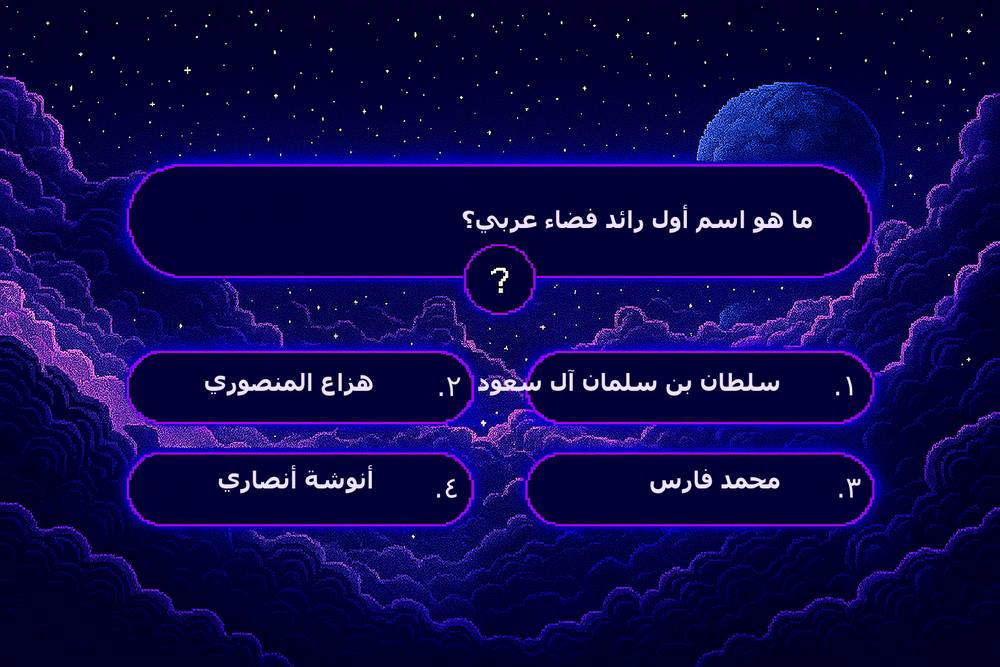 ما هو اسم أول رائد فضاء عربي؟
?
١. سلطان بن سلمان آل سعود
٢. هزاع المنصوري
٣. محمد فارس
٤. أنوشة أنصاري